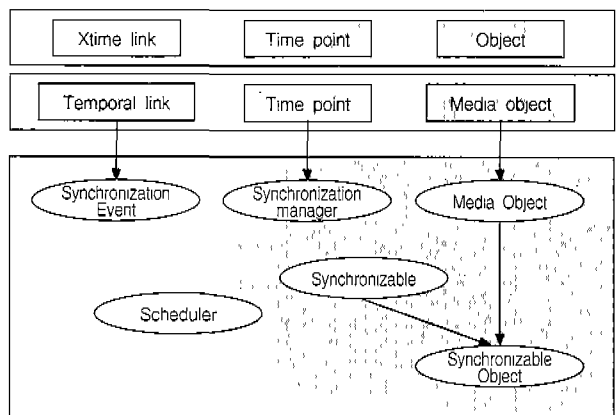 Xtime link
Time point
Object
Temporal link
Time point
Media object
Synchronization
Event
Synchronization
manager
Media Object
Synchronizable
Scheduler
Synchronizable
Object